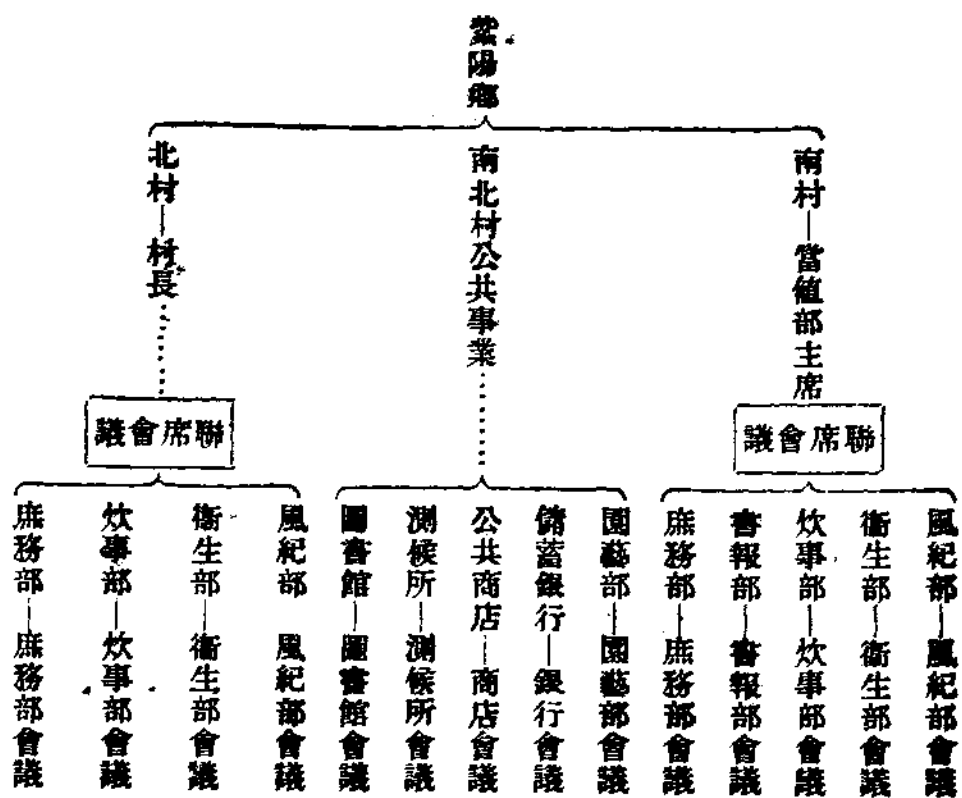 紫陽鄉
南村—當值部主席
聯席會議
風紀部—風紀部會議
衞生部—衞生部會議
炊事部—炊事部會議
書報部—書報部會議
庶務部—庶務部會議
南北村公共事業
園藝部—園藝部會議
儲蓄銀行—銀行會議
公共商店—商店會議
測候所—測候所會議
圖書館—圖書館會議
北村—村長
聯席會議
風紀部 風紀部會議
衞生部—衞生部會議
炊事部—炊事部會議
庶務部—庶務部會議